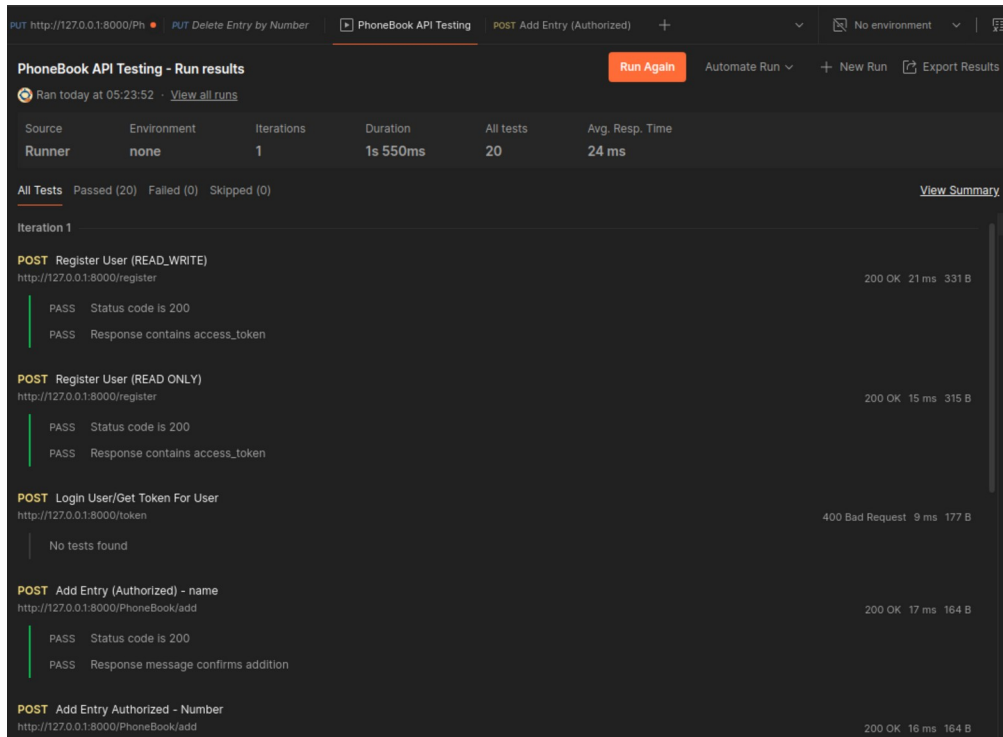 PUT http://127.0.0.1:8000/Ph PUT Delete Entry by Number PhoneBook API Testing POST Add Entry (Authorized) No environment
PhoneBook API Testing - Run results Run Again Automate Run + New Run Export Results
Ran today at 05:23:52 · View all runs
Source Environment Iterations Duration All tests Avg. Resp. Time
Runner none 1 1s 550ms 20 24 ms
All Tests Passed (20) Failed (0) Skipped (0) View Summary
Iteration 1
POST Register User (READ_WRITE)
http://127.0.0.1:8000/register 200 OK 21 ms 331 B
PASS Status code is 200
PASS Response contains access_token
POST Register User (READ ONLY)
http://127.0.0.1:8000/register 200 OK 15 ms 315 B
PASS Status code is 200
PASS Response contains access_token
POST Login User/Get Token For User
http://127.0.0.1:8000/token 400 Bad Request 9 ms 177 B
No tests found
POST Add Entry (Authorized) - name
http://127.0.0.1:8000/PhoneBook/add 200 OK 17 ms 164 B
PASS Status code is 200
PASS Response message confirms addition
POST Add Entry Authorized - Number
http://127.0.0.1:8000/PhoneBook/add 200 OK 16 ms 164 B